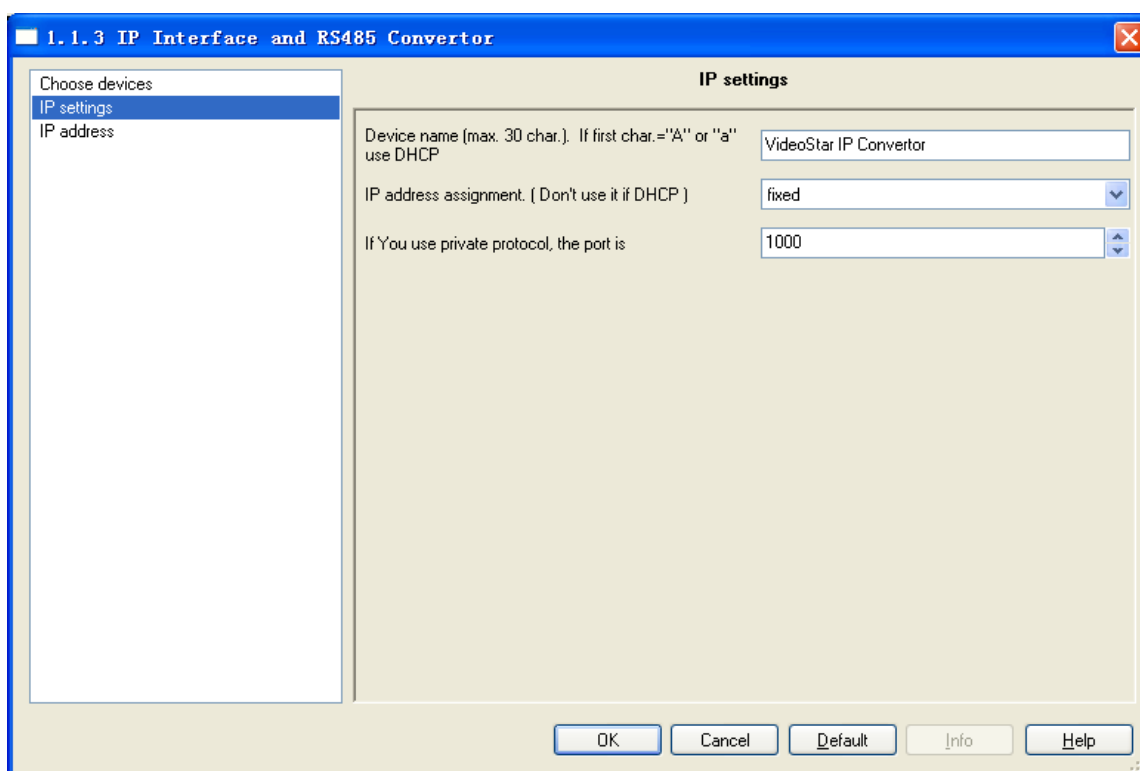 1.1.3 IP Interface and RS485 Convertor
Choose devices
IP settings
IP address
IP settings
Device name (max. 30 char.). If first char.="A" or "a"
use DHCP
VideoStar IP Convertor
IP address assignment. ( Don't use it if DHCP )
fixed
If You use private protocol, the port is
1000
OK
Cancel
Default
Info
Help